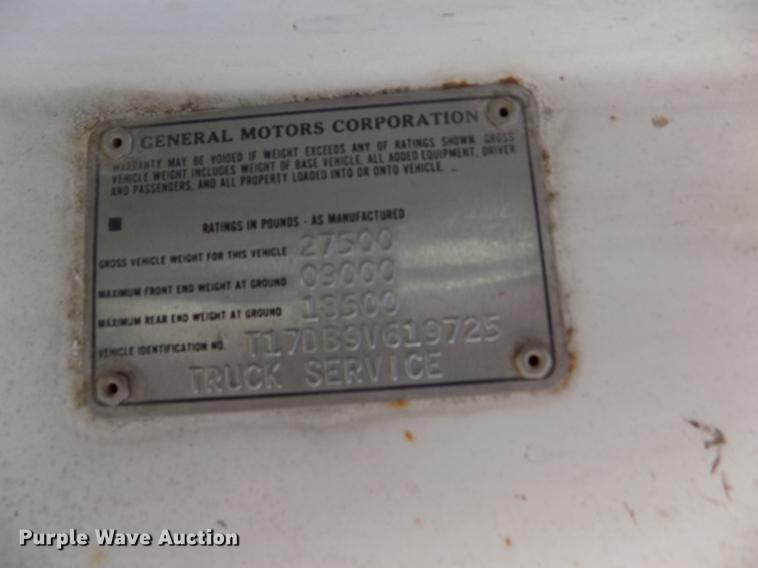 GENERAL MOTORS CORPORATION
WARRANTY MAY BE VOIDED IF WEIGHT EXCEEDS ANY OF RATINGS SHOWN. GROSS
VEHICLE WEIGHT INCLUDES WEIGHT OF BASE VEHICLE, ALL ADDED EQUIPMENT, DRIVER
AND PASSENGERS, AND ALL PROPERTY LOADED INTO OR ONTO VEHICLE.
RATINGS IN POUNDS - AS MANUFACTURED
GROSS VEHICLE WEIGHT FOR THIS VEHICLE 27500
MAXIMUM FRONT END WEIGHT AT GROUND 09000
MAXIMUM REAR END WEIGHT AT GROUND 18500
VEHICLE IDENTIFICATION NO. T17DB9V619725
TRUCK SERVICE
Purple Wave Auction